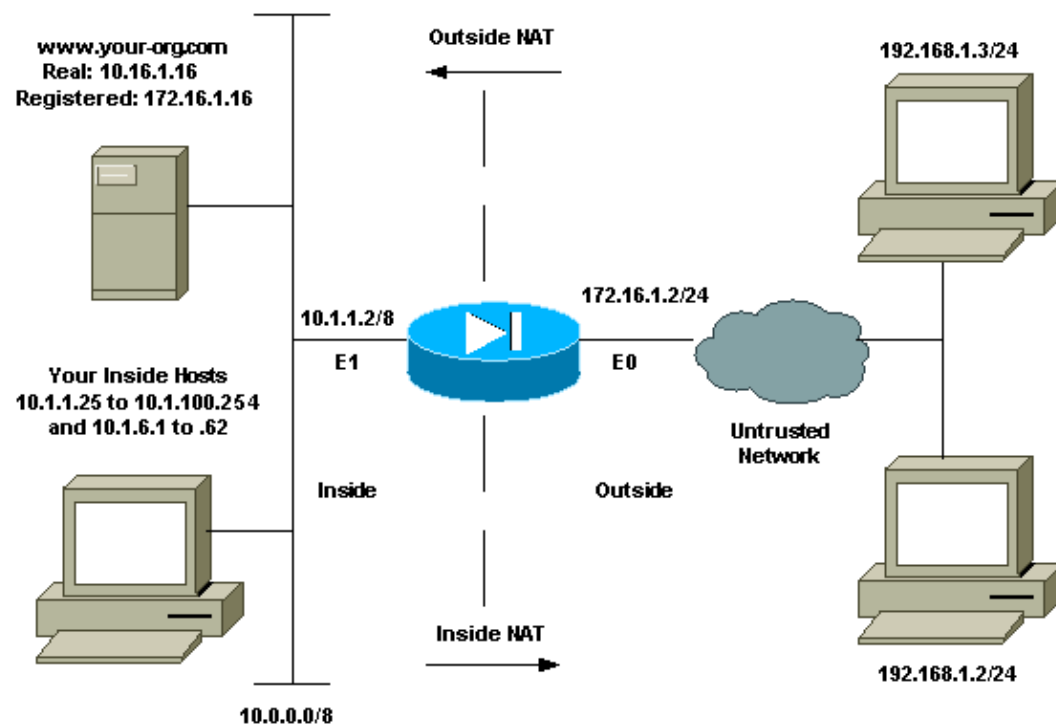 www.your-org.com
Real: 10.16.1.16
Registered: 172.16.1.16
Outside NAT
192.168.1.3/24
10.1.1.2/8
E1
172.16.1.2/24
E0
Your Inside Hosts
10.1.1.25 to 10.1.100.254
and 10.1.6.1 to .62
Untrusted
Network
Inside
Outside
Inside NAT
192.168.1.2/24
10.0.0.0/8